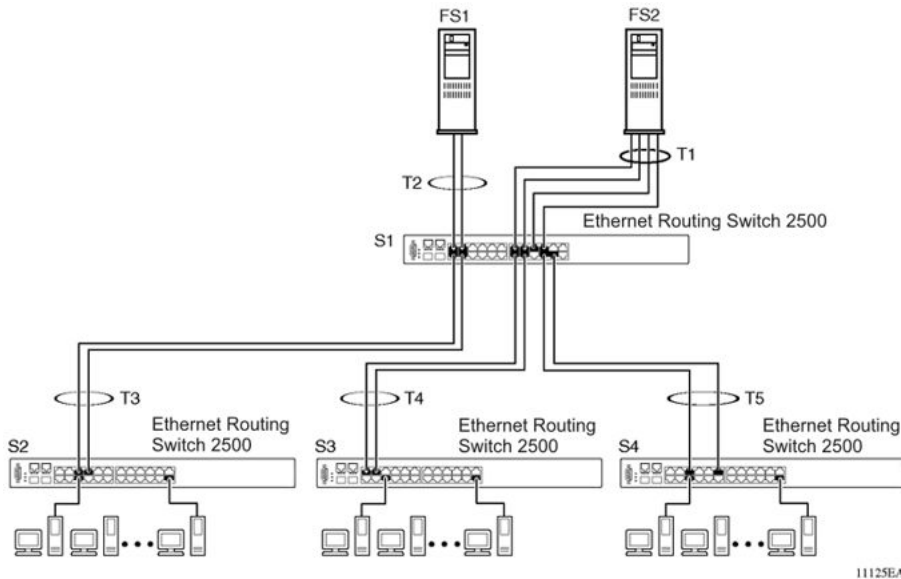 FS1
FS2
T1
T2
Ethernet Routing Switch 2500
S1
T3
T4
T5
S2
Ethernet Routing
Switch 2500
S3
Ethernet Routing
Switch 2500
S4
Ethernet Routing
Switch 2500
11125EA